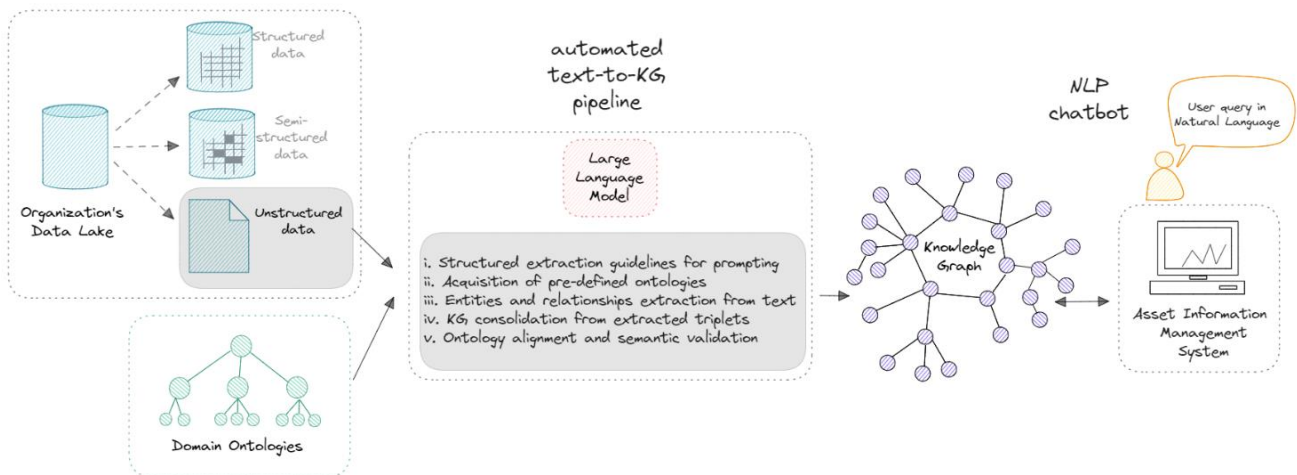 Structured
data
Semi-
structured
data
Organization's
Data Lake
Unstructured
data
Domain Ontologies
automated
text-to-KG
pipeline
Large
Language
Model
i. Structured extraction guidelines for prompting
ii. Acquisition of pre-defined ontologies
iii. Entities and relationships extraction from text
iv. KG consolidation from extracted triplets
v. Ontology alignment and semantic validation
Knowledge
Graph
NLP
chatbot
User query in
Natural Language
Asset Information
Management
System